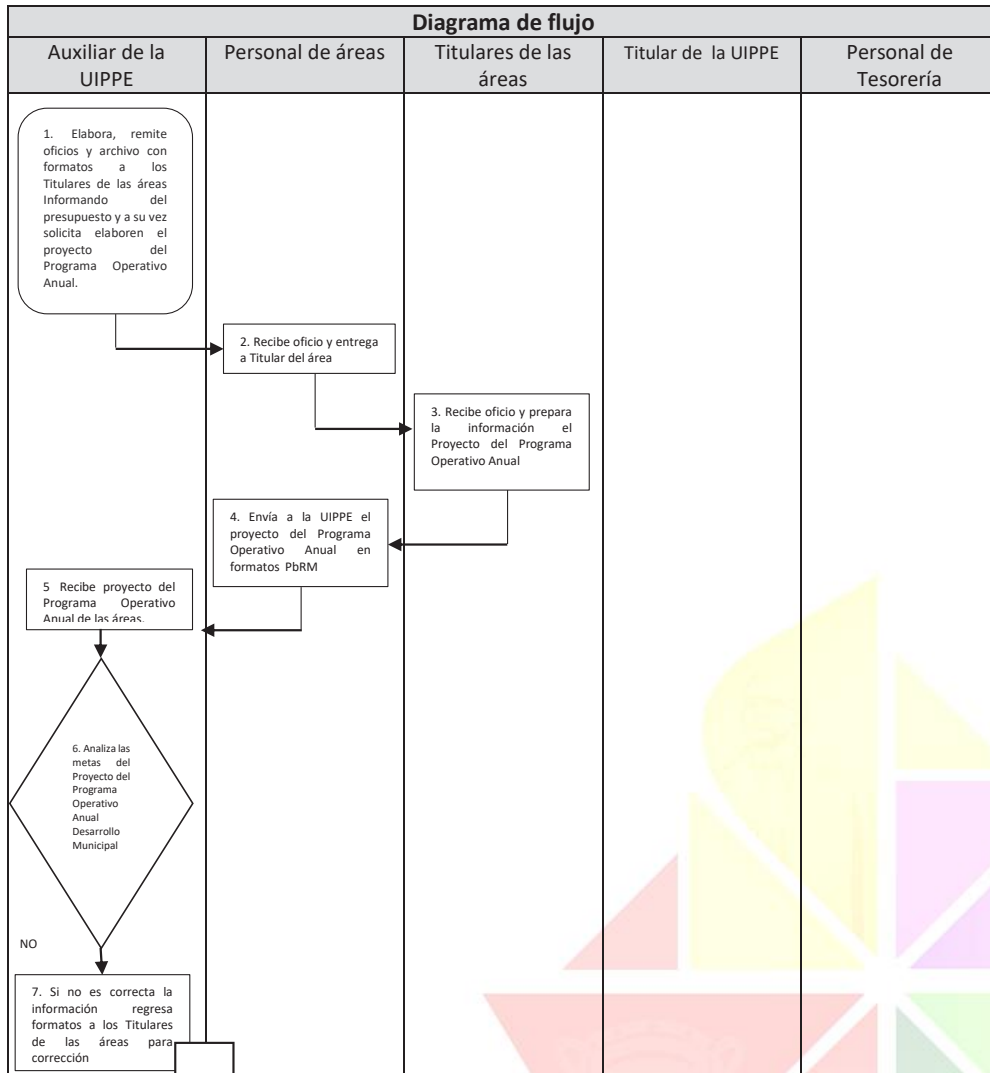 Diagrama de flujo
Auxiliar de la
UIPPE
Personal de áreas
Titulares de las
áreas
Titular de la UIPPE
Personal de
Tesorería
1. Elabora, remite
oficios y archivo con
formatos a los
Titulares de las áreas
Informando del
presupuesto y a su vez
solicita elaboren el
proyecto del
Programa Operativo
Anual.
2. Recibe oficio y entrega
a Titular del área
3. Recibe oficio y prepara
la información el
Proyecto del Programa
Operativo Anual
4. Envía a la UIPPE el
proyecto del Programa
Operativo Anual en
formatos PbRM
5 Recibe proyecto del
Programa Operativo
Anual de las áreas.
6. Analiza las
metas del
Proyecto del
Programa
Operativo
Anual
Desarrollo
Municipal
NO
7. Si no es correcta la
información regresa
formatos a los Titulares
de las áreas para
corrección